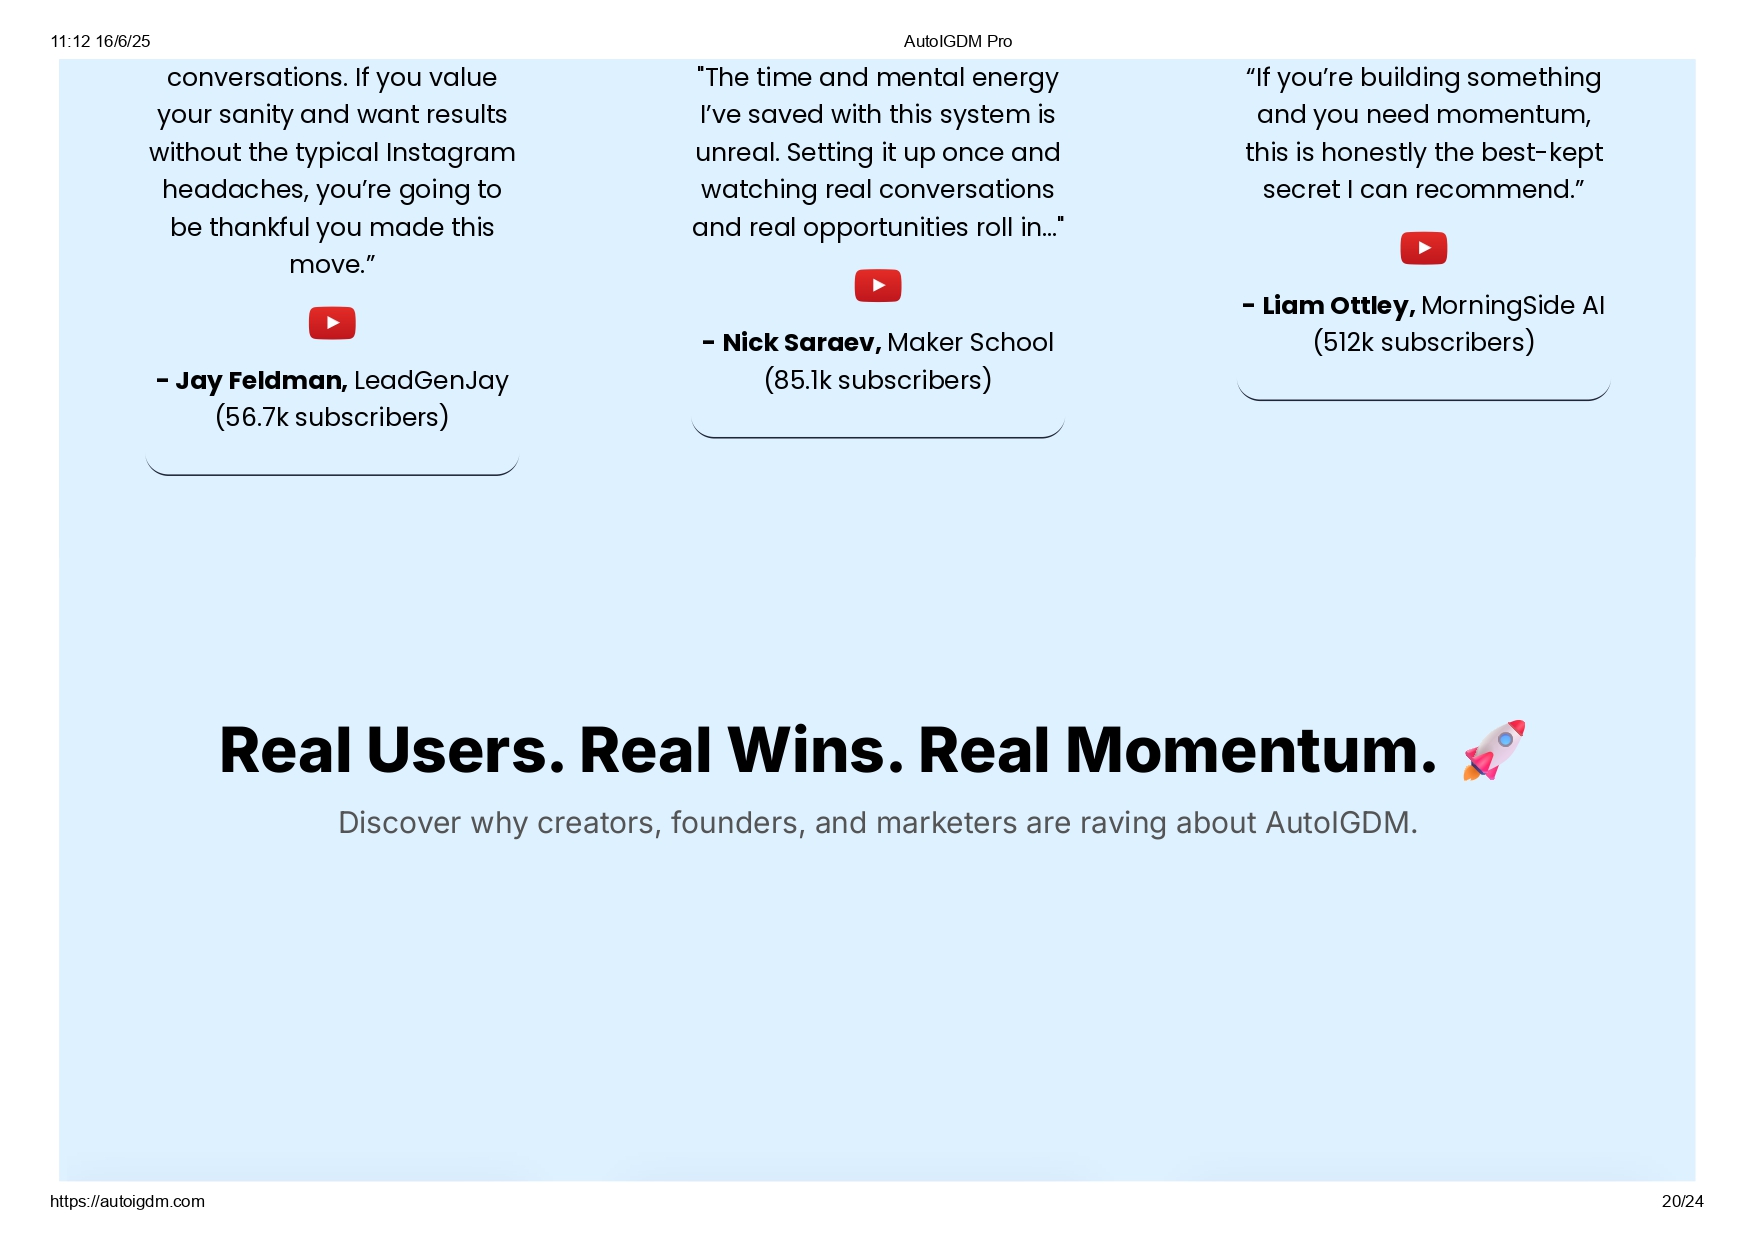 11:12 16/6/25
AutoIGDM Pro
conversations. If you value
your sanity and want results
without the typical Instagram
headaches, you’re going to
be thankful you made this
move.”
- Jay Feldman, LeadGenJay
(56.7k subscribers)
"The time and mental energy
I’ve saved with this system is
unreal. Setting it up once and
watching real conversations
and real opportunities roll in..."
- Nick Saraev, Maker School
(85.1k subscribers)
“If you’re building something
and you need momentum,
this is honestly the best-kept
secret I can recommend.”
- Liam Ottley, MorningSide AI
(512k subscribers)
Real Users. Real Wins. Real Momentum. 🚀
Discover why creators, founders, and marketers are raving about AutoIGDM.
https://autoigdm.com
20/24